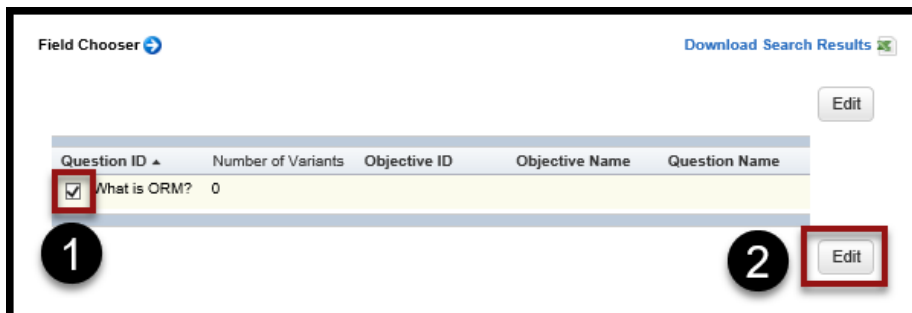 Field Chooser Download Search Results
Edit
Question ID Number of Variants Objective ID Objective Name Question Name
What is ORM? 0
1 2 Edit